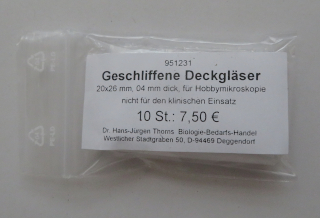 951231
Geschliffene Deckgläser
20x26 mm, 04 mm dick, für Hobbymikroskopie
nicht für den klinischen Einsatz
10 St.: 7,50 €
Dr. Hans-Jürgen Thorns. Biologie-Bedarfs-Handel
Westlicher Stadtgraben 50, D-94469 Deggendorf